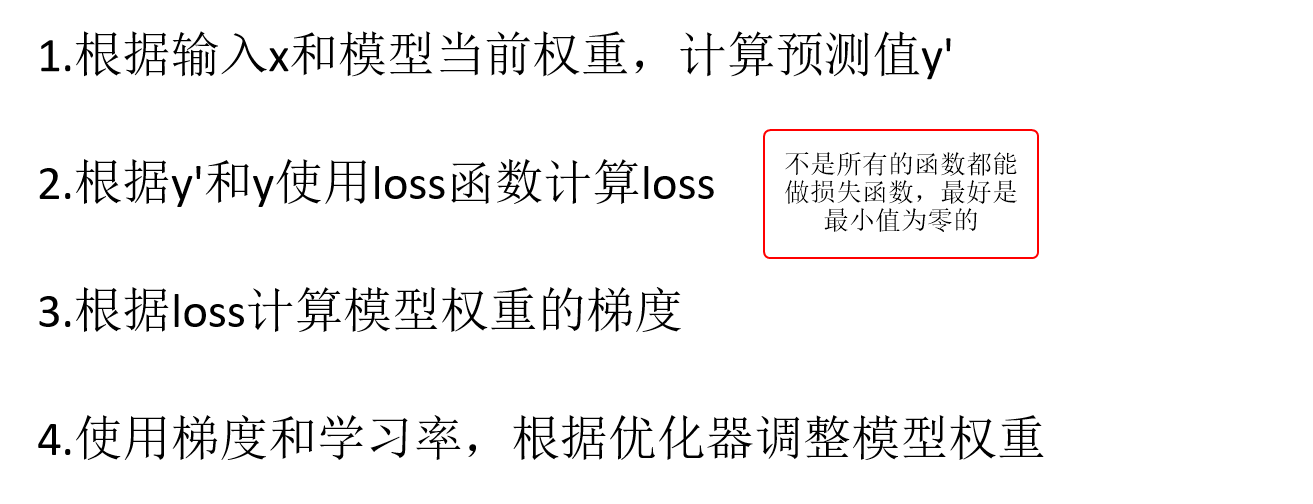 1.根据输入x和模型当前权重，计算预测值y'
2.根据y'和y使用loss函数计算loss
不是所有的函数都能
做损失函数，最好是
最小值为零的
3.根据loss计算模型权重的梯度
4.使用梯度和学习率，根据优化器调整模型权重